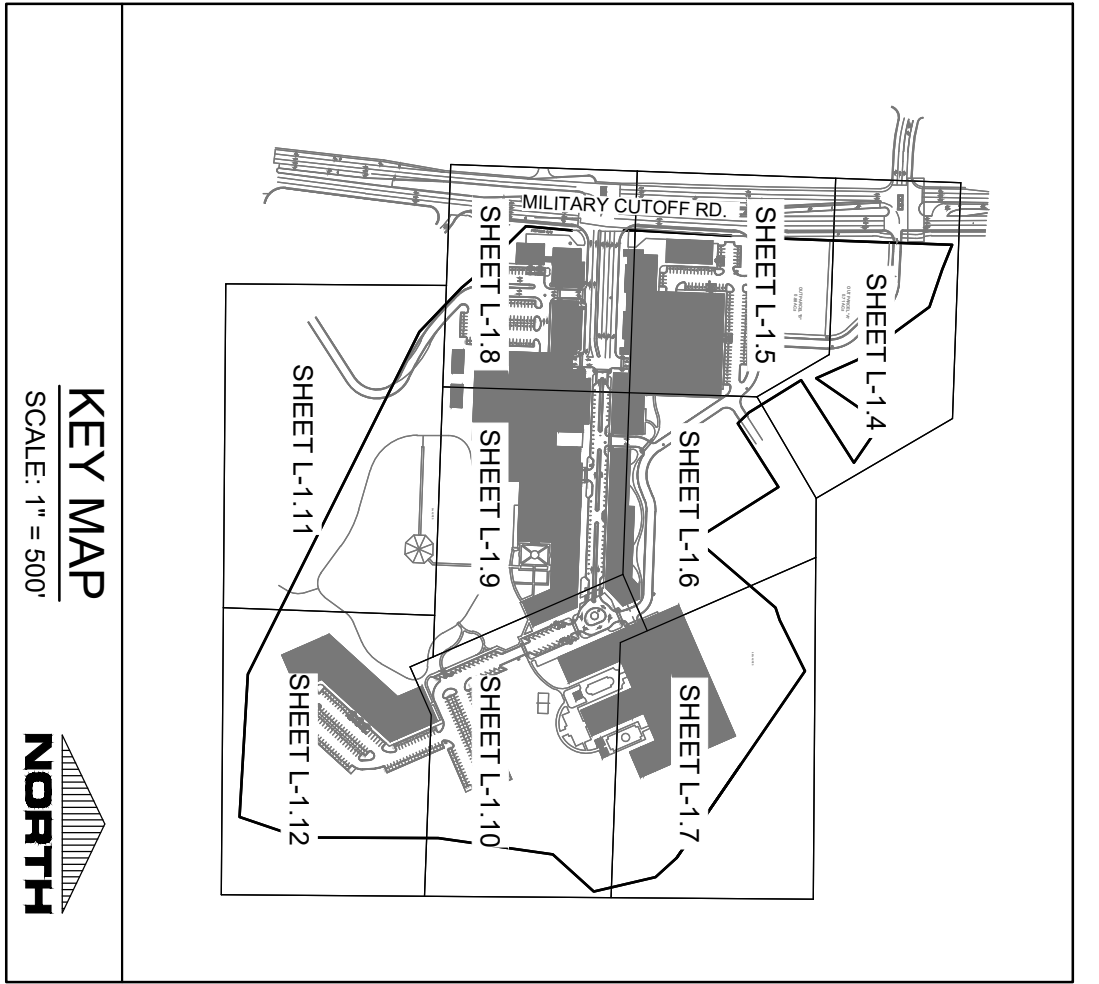 MILITARY CUTOFF RD.
SHEET L-1.4
SHEET L-1.5
SHEET L-1.8
SHEET L-1.6
SHEET L-1.9
SHEET L-1.11
SHEET L-1.7
SHEET L-1.10
SHEET L-1.12
KEY MAP
SCALE: 1" = 500'
NORTH